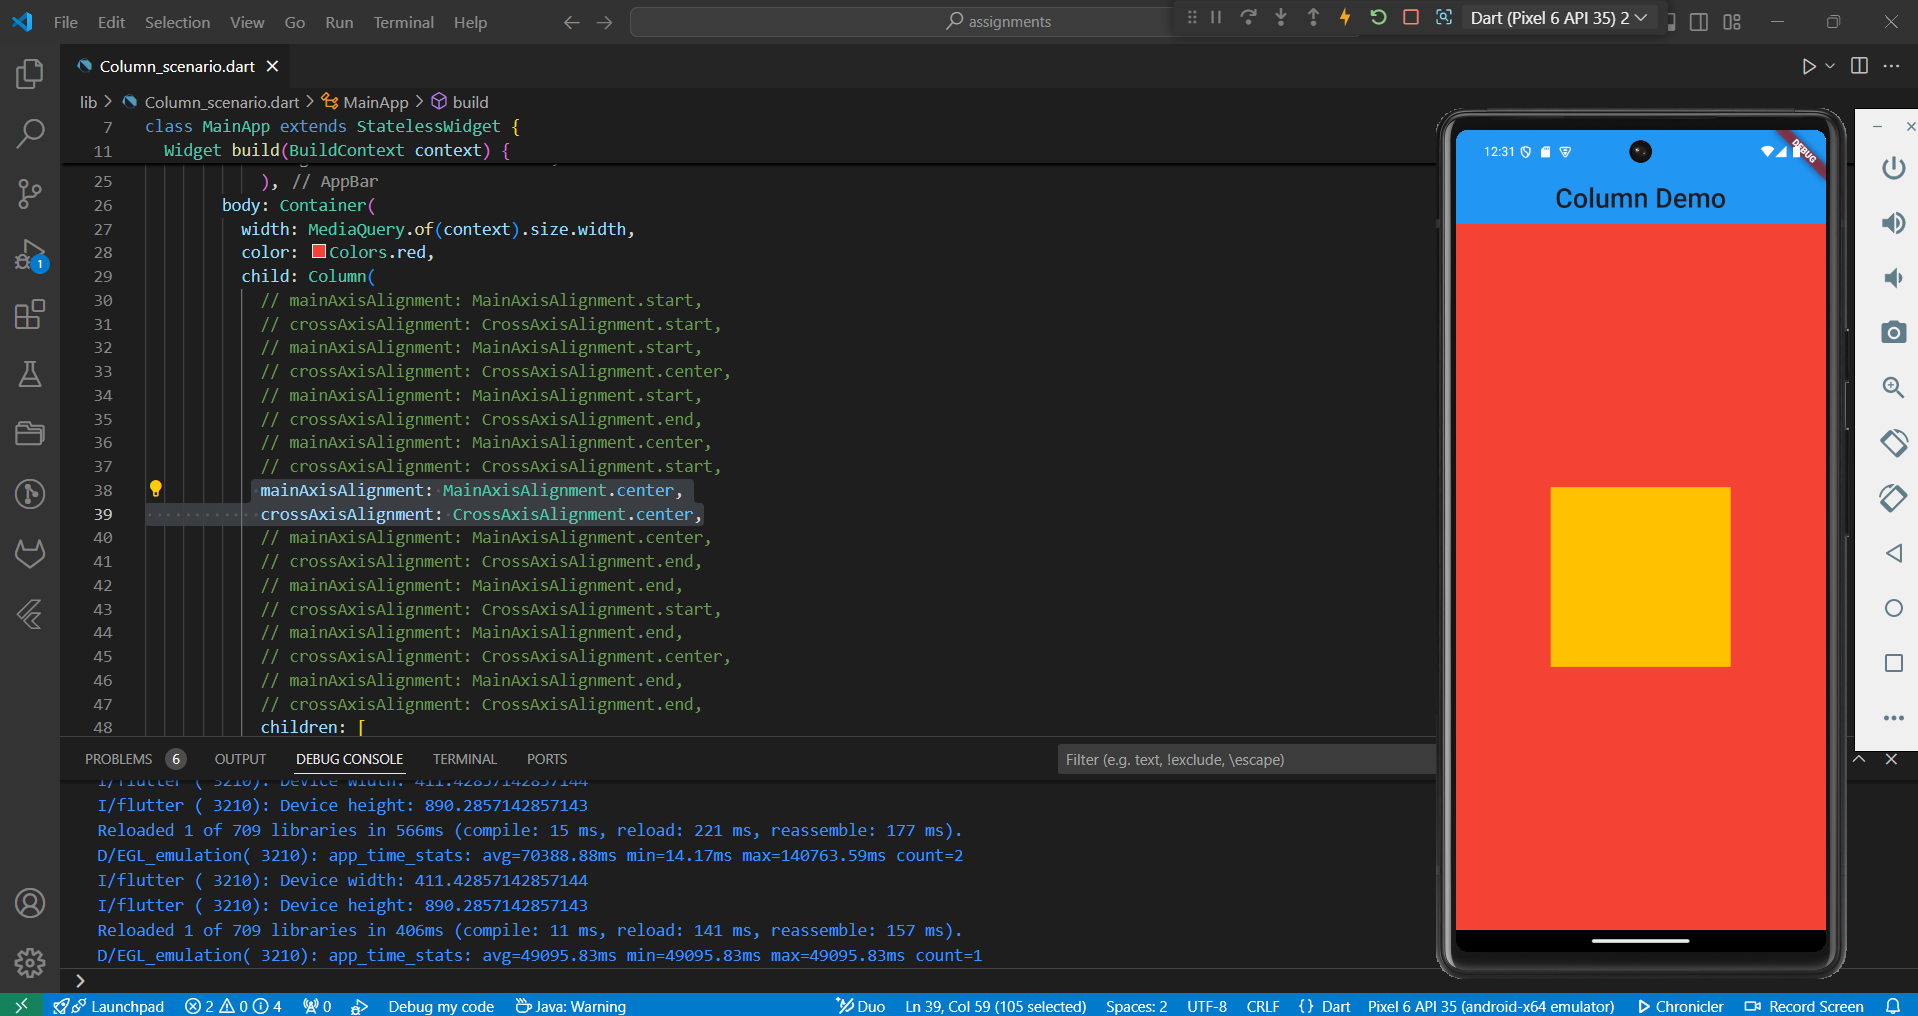 File Edit Selection View Go Run Terminal Help
assignments
Dart (Pixel 6 API 35) 2
Column_scenario.dart
lib > Column_scenario.dart > MainApp > build
7 class MainApp extends StatelessWidget {
11 Widget build(BuildContext context) {
25 ), // AppBar
26 body: Container(
27 width: MediaQuery.of(context).size.width,
28 color: Colors.red,
29 child: Column(
30 // mainAxisAlignment: MainAxisAlignment.start,
31 // crossAxisAlignment: CrossAxisAlignment.start,
32 // mainAxisAlignment: MainAxisAlignment.start,
33 // crossAxisAlignment: CrossAxisAlignment.center,
34 // mainAxisAlignment: MainAxisAlignment.start,
35 // crossAxisAlignment: CrossAxisAlignment.end,
36 // mainAxisAlignment: MainAxisAlignment.center,
37 // crossAxisAlignment: CrossAxisAlignment.start,
38 mainAxisAlignment: MainAxisAlignment.center,
39 crossAxisAlignment: CrossAxisAlignment.center,
40 // mainAxisAlignment: MainAxisAlignment.center,
41 // crossAxisAlignment: CrossAxisAlignment.end,
42 // mainAxisAlignment: MainAxisAlignment.end,
43 // crossAxisAlignment: CrossAxisAlignment.start,
44 // mainAxisAlignment: MainAxisAlignment.end,
45 // crossAxisAlignment: CrossAxisAlignment.center,
46 // mainAxisAlignment: MainAxisAlignment.end,
47 // crossAxisAlignment: CrossAxisAlignment.end,
48 children: [
1
12:31
DEBUG
Column Demo
PROBLEMS 6 OUTPUT DEBUG CONSOLE TERMINAL PORTS
Filter (e.g. text, !exclude, \escape)
I/flutter ( 3210): Device width: 411.42857142857144
I/flutter ( 3210): Device height: 890.2857142857143
Reloaded 1 of 709 libraries in 566ms (compile: 15 ms, reload: 221 ms, reassemble: 177 ms).
D/EGL_emulation( 3210): app_time_stats: avg=70388.88ms min=14.17ms max=140763.59ms count=2
I/flutter ( 3210): Device width: 411.42857142857144
I/flutter ( 3210): Device height: 890.2857142857143
Reloaded 1 of 709 libraries in 406ms (compile: 11 ms, reload: 141 ms, reassemble: 157 ms).
D/EGL_emulation( 3210): app_time_stats: avg=49095.83ms min=49095.83ms max=49095.83ms count=1
>
Launchpad 2 0 4 0 Debug my code Java: Warning Duo Ln 39, Col 59 (105 selected) Spaces: 2 UTF-8 CRLF {} Dart Pixel 6 API 35 (android-x64 emulator) Chronicler Record Screen